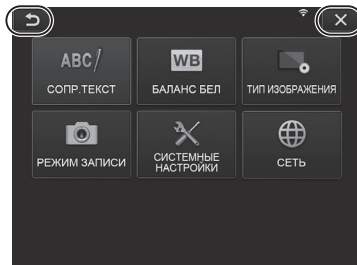 ABC/
WB
СОПР.ТЕКСТ
БАЛАНС БЕЛ
ТИП ИЗОБРАЖЕНИЯ
РЕЖИМ ЗАПИСИ
СИСТЕМНЫЕ
НАСТРОЙКИ
СЕТЬ